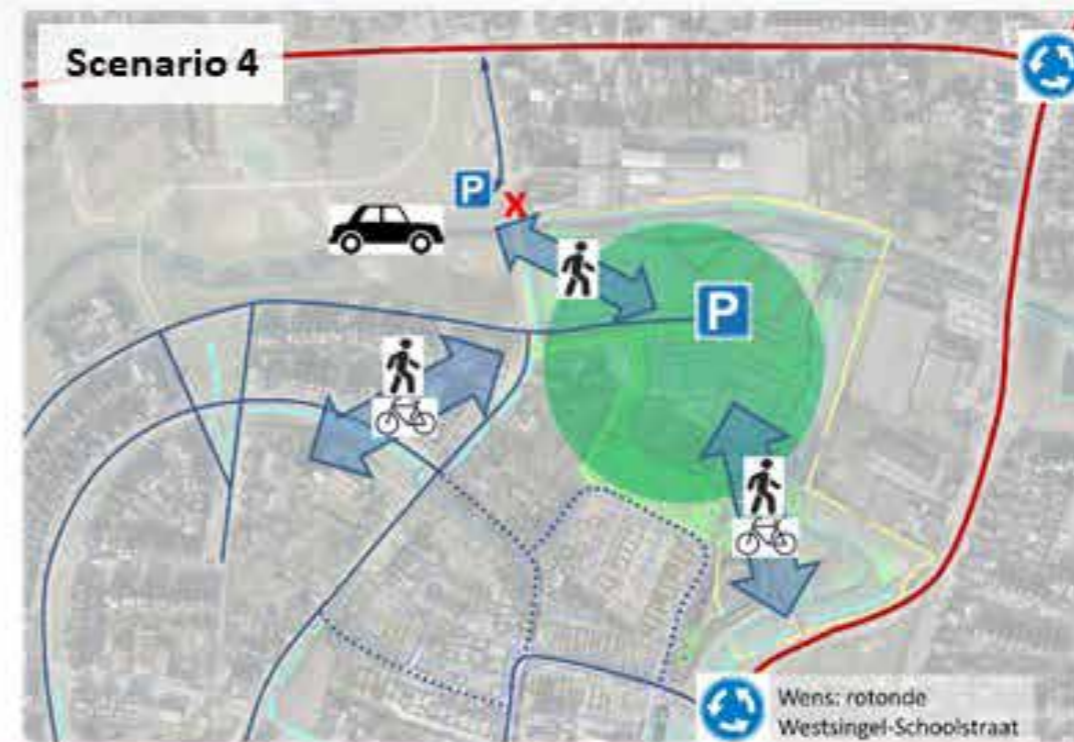 Scenario 4
P
X
P
Wens: rotonde
Westsingel-Schoolstraat